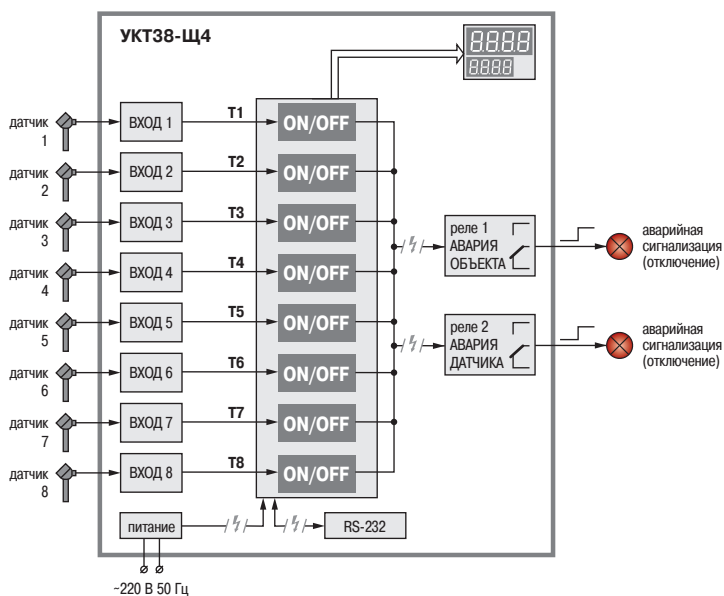 УКТ38-Щ4
8.8.8.8
8.8.8.8
датчик
1
ВХОД 1
T1
ON/OFF
датчик
2
ВХОД 2
T2
ON/OFF
датчик
3
ВХОД 3
T3
ON/OFF
датчик
4
ВХОД 4
T4
ON/OFF
датчик
5
ВХОД 5
T5
ON/OFF
датчик
6
ВХОД 6
T6
ON/OFF
датчик
7
ВХОД 7
T7
ON/OFF
датчик
8
ВХОД 8
T8
ON/OFF
реле 1
АВАРИЯ
ОБЪЕКТА
аварийная
сигнализация
(отключение)
реле 2
АВАРИЯ
ДАТЧИКА
аварийная
сигнализация
(отключение)
питание
RS-232
~220 В 50 Гц